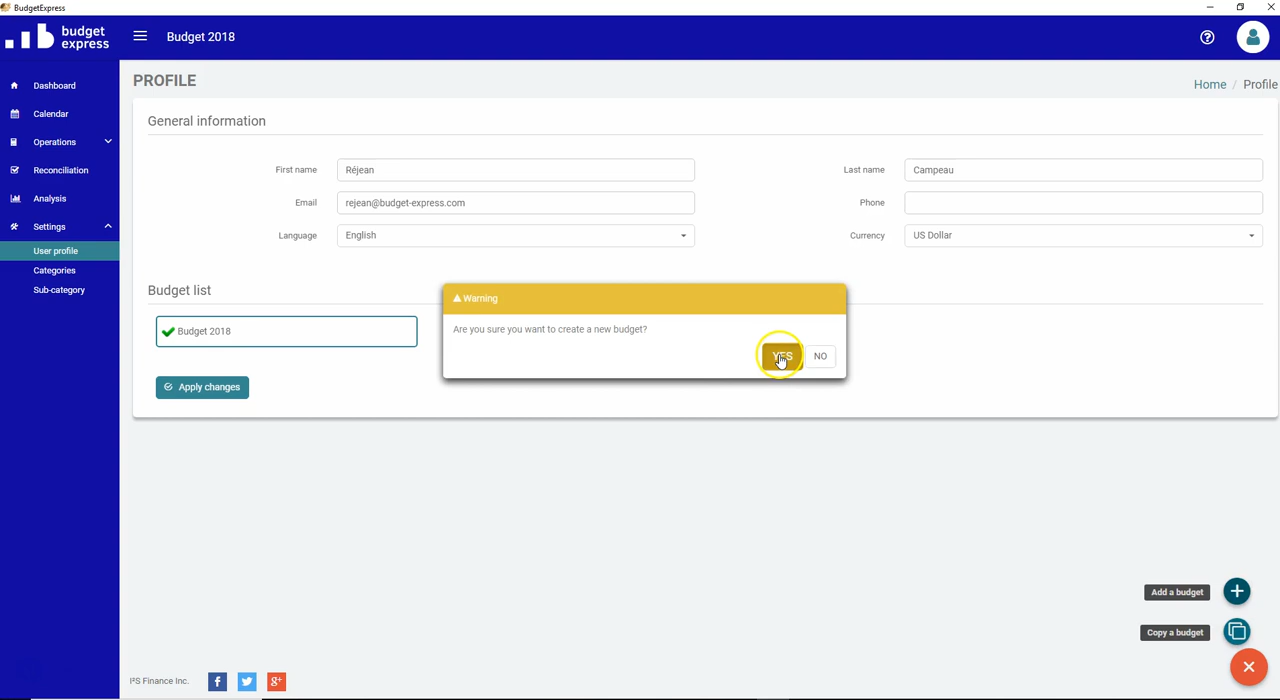 BudgetExpress
budget
express
Budget 2018
Dashboard
Calendar
Operations
Reconciliation
Analysis
Settings
User profile
Categories
Sub-category
PROFILE
Home / Profile
General information
First name
Réjean
Last name
Campeau
Email
rejean@budget-express.com
Phone
Language
English
Currency
US Dollar
Budget list
Budget 2018
Apply changes
Warning
Are you sure you want to create a new budget?
YES
NO
Add a budget
Copy a budget
I²S Finance Inc.